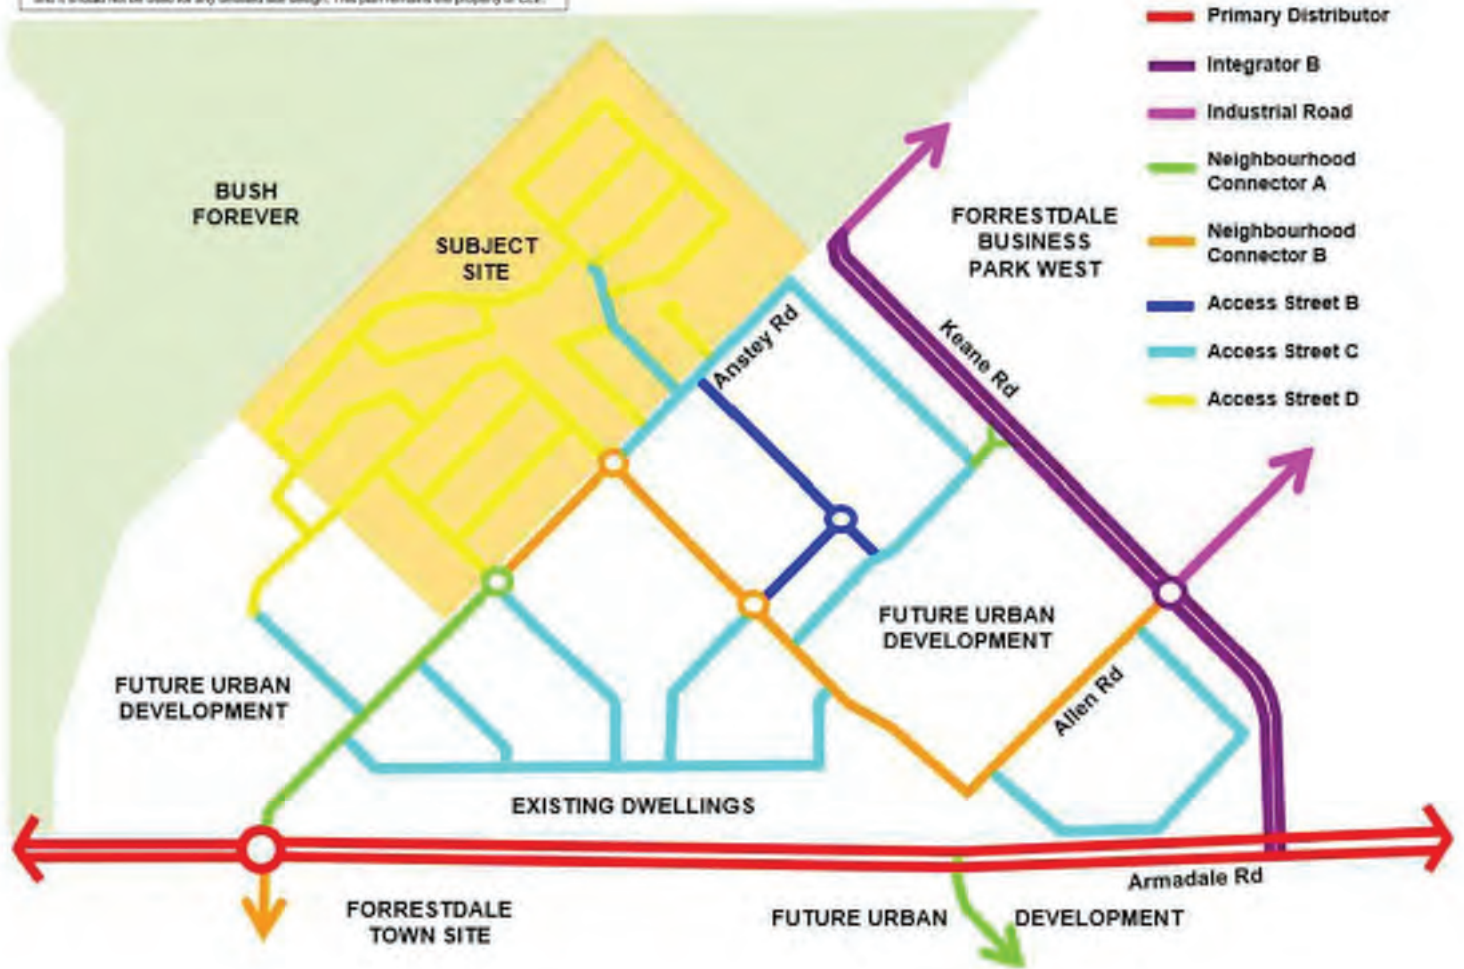 Primary Distributor
Integrator B
Industrial Road
Neighbourhood
Connector A
Neighbourhood
Connector B
Access Street B
Access Street C
Access Street D
BUSH
FOREVER
SUBJECT
SITE
FORRESTDALE
BUSINESS
PARK WEST
Anstey Rd
Keane Rd
FUTURE URBAN
DEVELOPMENT
Allen Rd
FUTURE URBAN
DEVELOPMENT
EXISTING DWELLINGS
Armadale Rd
FORRESTDALE
TOWN SITE
FUTURE URBAN DEVELOPMENT